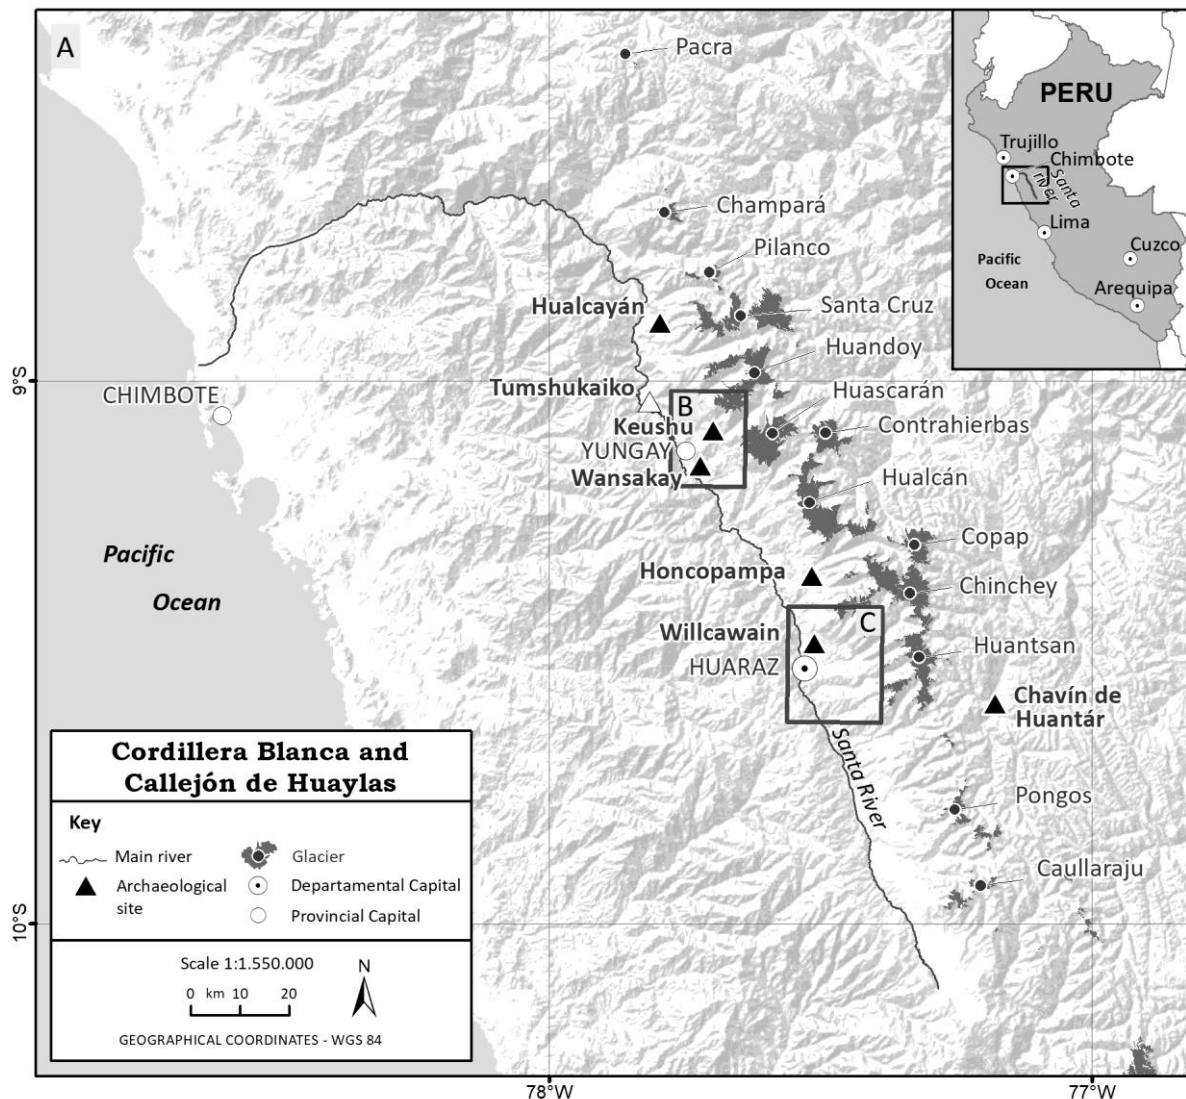 A
Pacra
PERU
Trujillo
Chimbote
Santa
river
Lima
Pacific
Ocean
Cuzco
Arequipa
Champará
Pilanco
Hualcayán
Santa Cruz
Huandoy
9°S
CHIMBOTE
Tumshukaiko
B
Huascarán
Keushu
Contrahierbas
YUNGAY
Wansakay
Hualcán
Copap
Pacific
Ocean
Honcopampa
Chinchey
Willcawain
C
HUARAZ
Huantsan
Chavín de
Huantár
Santa River
Pongos
Caullaraju
Cordillera Blanca and
Callejón de Huaylas
Key
Main river
Glacier
Archaeological
site
Departamental Capital
Provincial Capital
10°S
Scale 1:1.550.000
N
0 km 10 20
GEOGRAPHICAL COORDINATES - WGS 84
78°W
77°W